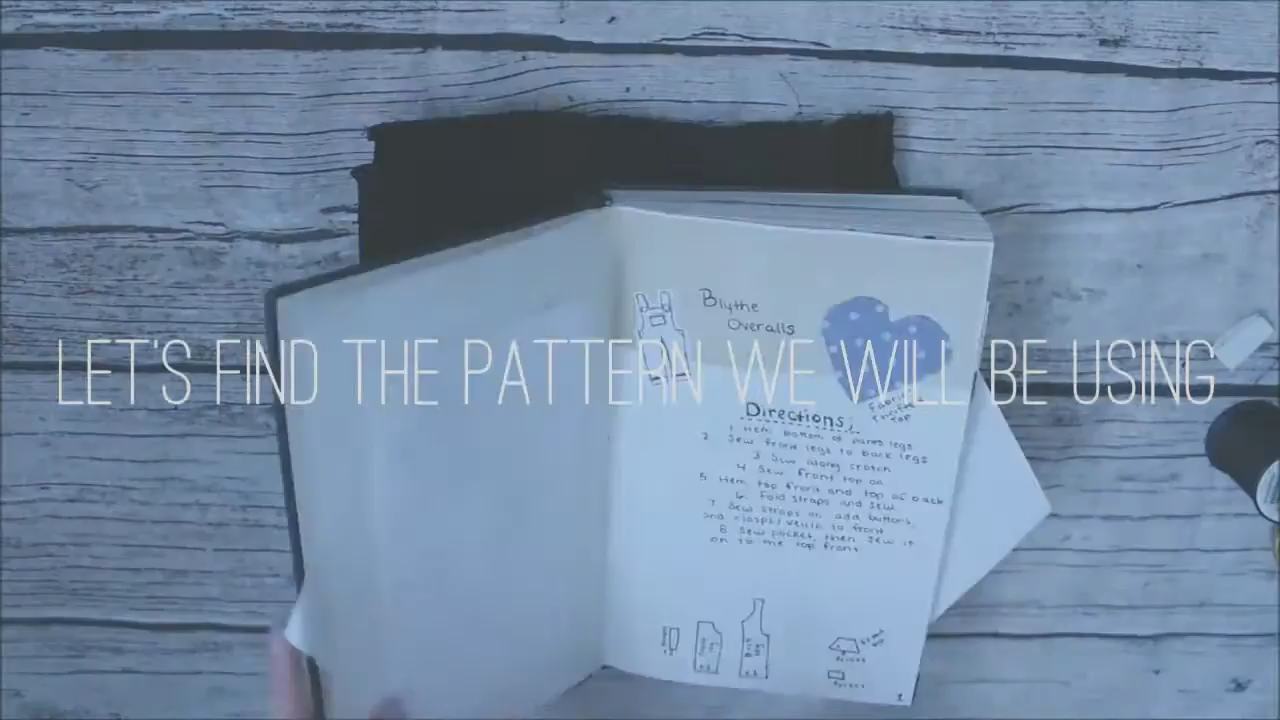 LET'S FIND THE PATTERN WE WILL BE USING
Blythe
Overalls
Directions:
1. Hem bottom of pants legs
2. Sew front legs to back legs
3. Sew along crotch
4. Sew front top on
5. Hem top front and top of back
6. Fold straps and sew
7. Sew straps on add buttons
and clasps/velcro to front
8. Sew pocket, then sew it
on to the top front